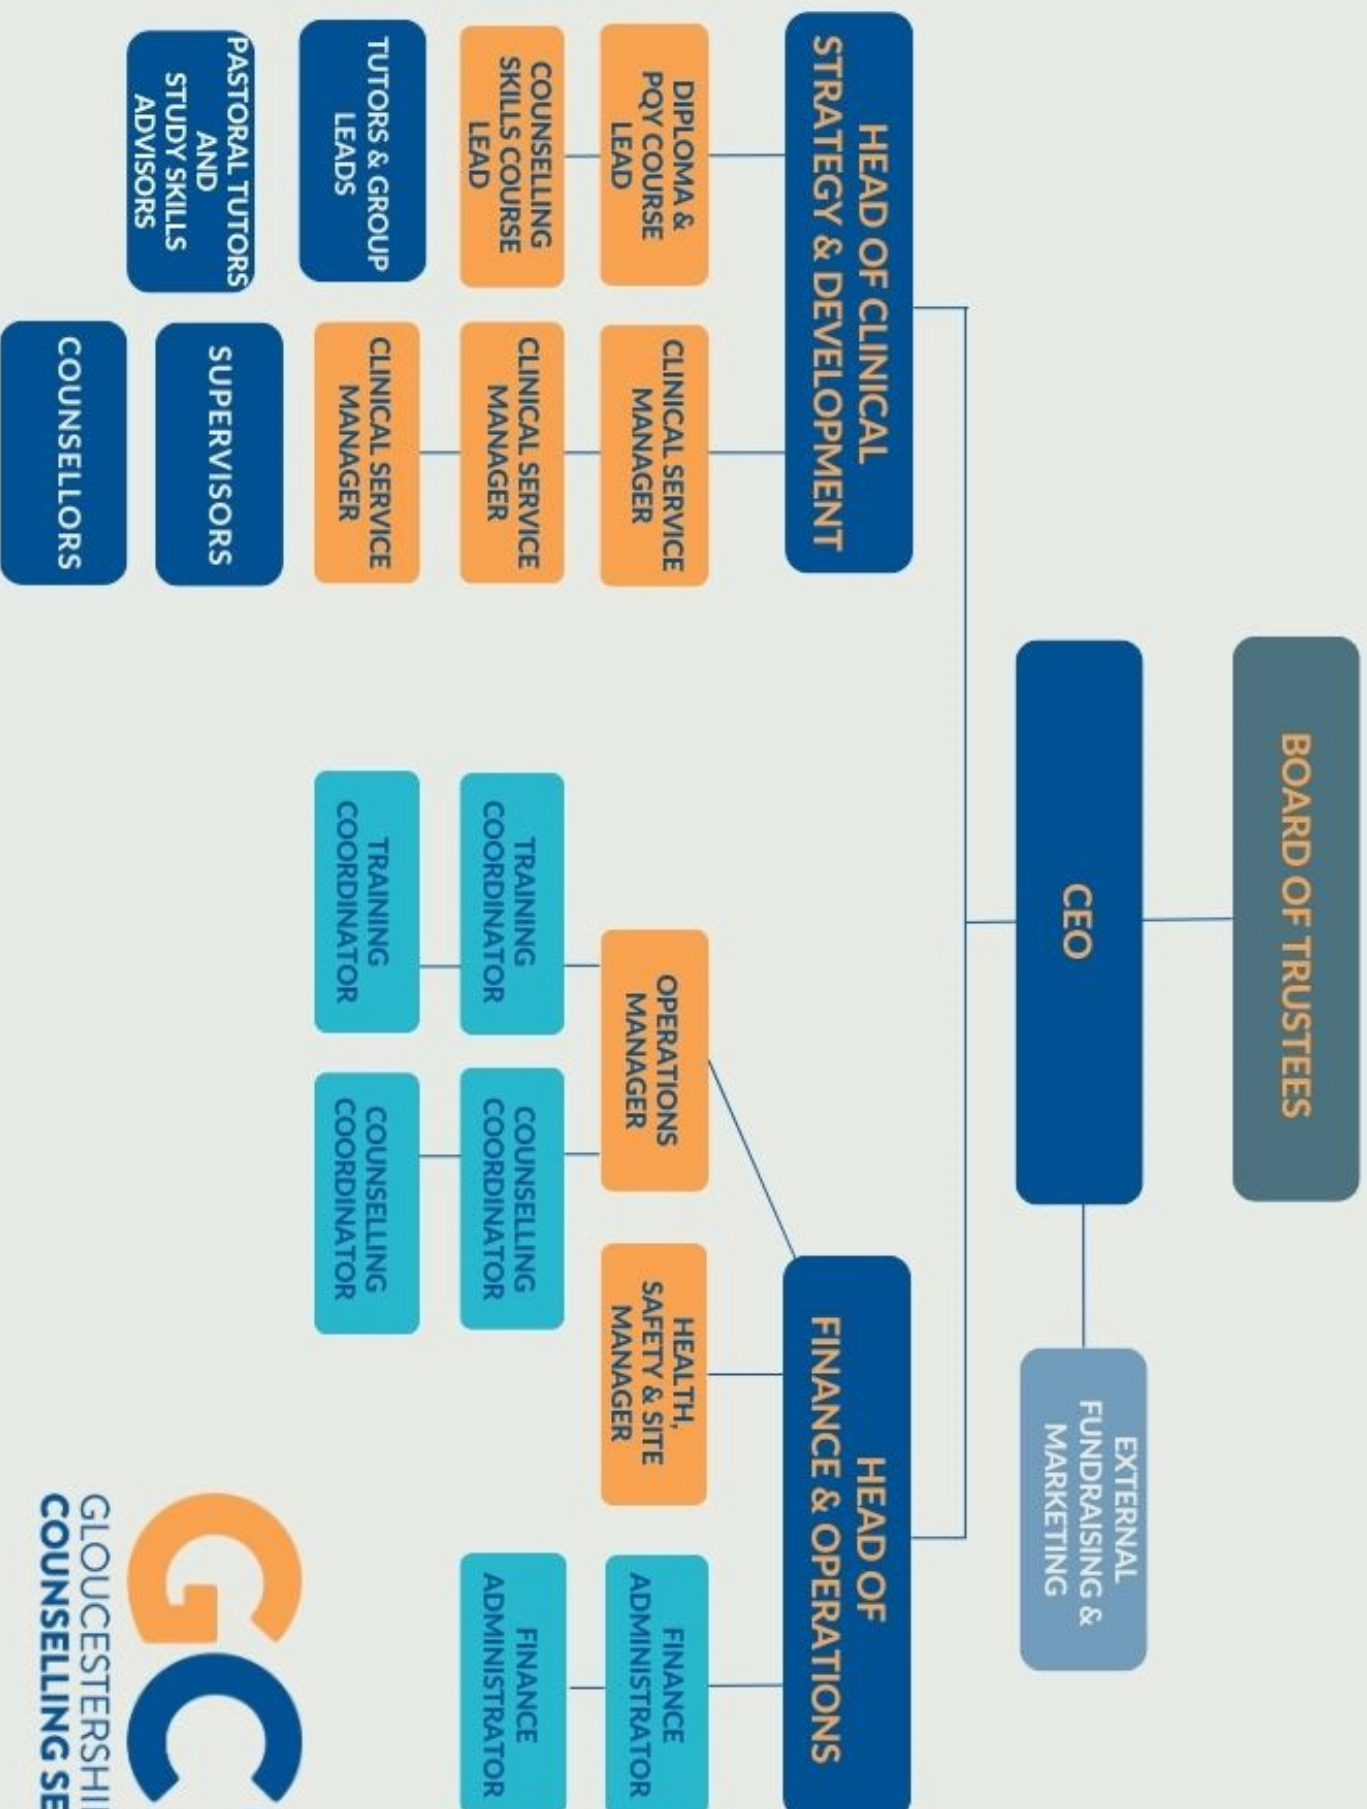 BOARD OF TRUSTEES
CEO
EXTERNAL
FUNDRAISING &
MARKETING
HEAD OF CLINICAL
STRATEGY & DEVELOPMENT
HEAD OF
FINANCE & OPERATIONS
DIPLOMA &
PQY COURSE
LEAD
CLINICAL SERVICE
MANAGER
OPERATIONS
MANAGER
HEALTH,
SAFETY & SITE
MANAGER
FINANCE
ADMINISTRATOR
COUNSELLING
SKILLS COURSE
LEAD
CLINICAL SERVICE
MANAGER
TRAINING
COORDINATOR
COUNSELLING
COORDINATOR
FINANCE
ADMINISTRATOR
TUTORS & GROUP
LEADS
CLINICAL SERVICE
MANAGER
TRAINING
COORDINATOR
COUNSELLING
COORDINATOR
PASTORAL TUTORS
AND
STUDY SKILLS
ADVISORS
SUPERVISORS
COUNSELLORS
GC
GLOUCESTERSHI
COUNSELLING SE